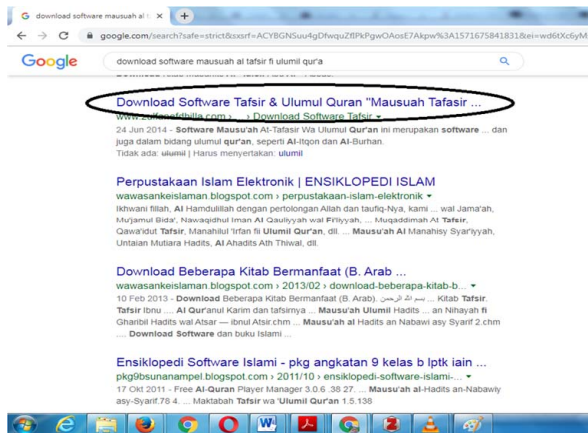 download software mausuah al t
google.com/search?safe=strict&sxsrf=ACYBGNSuu4gDfwquZflPkPgwOAosE7Akpw%3A1571675841831&ei=wd6tXc6yM
Google
download software mausuah al tafsir fi ulumil qur'a
Download Software Tafsir & Ulumul Quran "Mausuah Tafasir ...
Download Software Tafsir
24 Jun 2014 - Software Mausu'ah At-Tafasir Wa Ulumul Qur'an ini merupakan software ... dan
juga dalam bidang ulumul qur'an, seperti Al-Itqon dan Al-Burhan.
Tidak ada: ulumil | Harus menyertakan: ulumil
Perpustakaan Islam Elektronik | ENSIKLOPEDI ISLAM
wawasankeislaman.blogspot.com › perpustakaan-islam-elektronik
Ikhwani fillah, Al Hamdulillah dengan pertolongan Allah dan taufiq-Nya, kami ... wal Jama'ah,
Mu'jamul Bida', Nawaqidhul Iman Al Qauliyyah wal Fi'liyyah, ... Muqaddimah At Tafsir,
Qawa'idut Tafsir, Manahilul 'Irfan fii Ulumil Qur'an, dll. ... Mausu'ah Al Manahisy Syar'iyyah,
Untaian Mutiara Hadits, Al Ahadits Ath Thiwal, dll.
Download Beberapa Kitab Bermanfaat (B. Arab ...
wawasankeislaman.blogspot.com › 2013/02 › download-beberapa-kitab-b...
10 Feb 2013 - Download Beberapa Kitab Bermanfaat (B. Arab). بسم الله الرحمن ... Kitab Tafsir.
Tafsir Ibnu .... Al Qur'anul Karim dan tafsirnya ... Mausu'ah Ulumil Hadits ... an Nihayah fi
Gharibil Hadits wal Atsar — ibnul Atsir.chm ... Mausu'ah al Hadits an Nabawi asy Syarif 2.chm
.... Download Software dan buku Islami ...
Ensiklopedi Software Islami - pkg angkatan 9 kelas b lptk iain ...
pkg9bsunanampel.blogspot.com › 2011/10 › ensiklopedi-software-islami-...
17 Okt 2011 - Free Al-Quran Player Manager 3.0.6 .38 27. ... Mausu'ah al-Hadits an-Nabawiy
asy-Syarif.78 4. ... Maktabah Tafsir wa 'Ulumil Qur'an 1.5.138